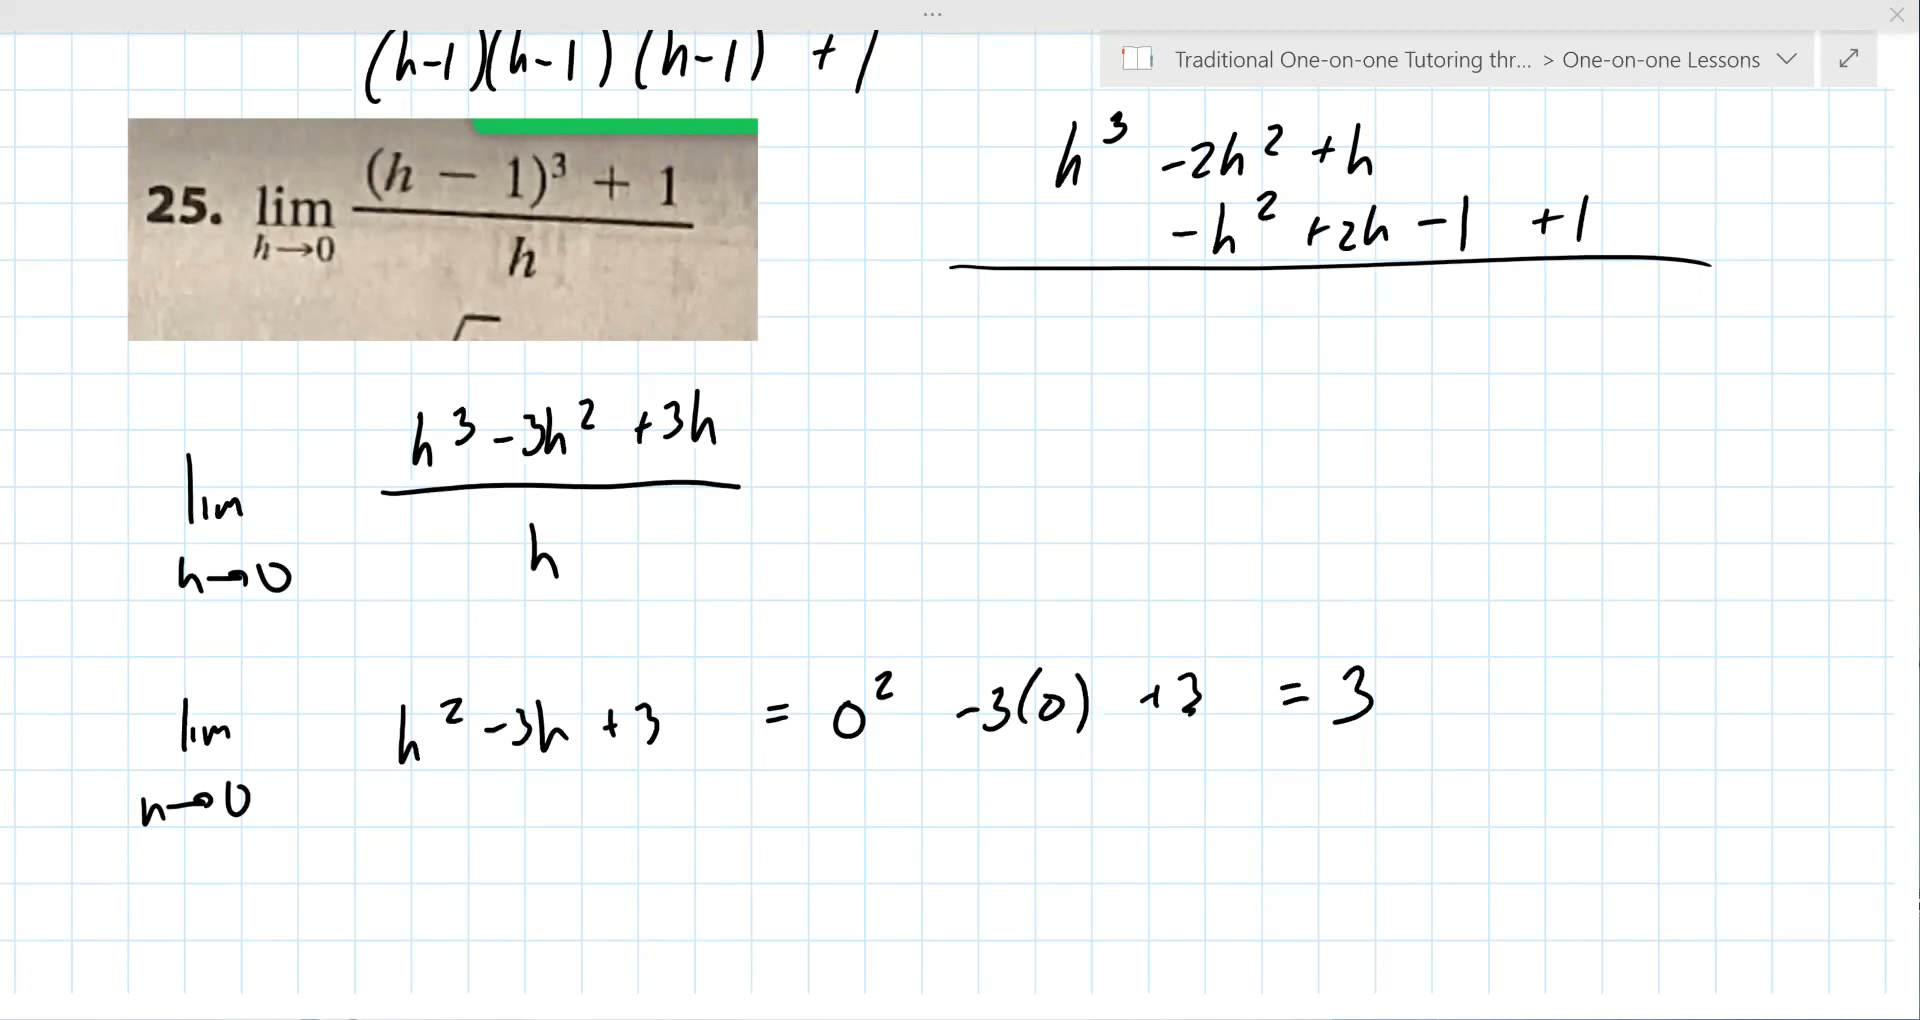 ...
Traditional One-on-one Tutoring thr... > One-on-one Lessons
(h-1)(h-1)(h-1) +1
25. lim h→0 (h − 1)³ + 1 / h
h³ -2h² +h
-h² +2h -1 +1
lim h→0 h³ -3h² +3h / h
lim h→0 h² -3h +3 = 0² -3(0) +3 = 3